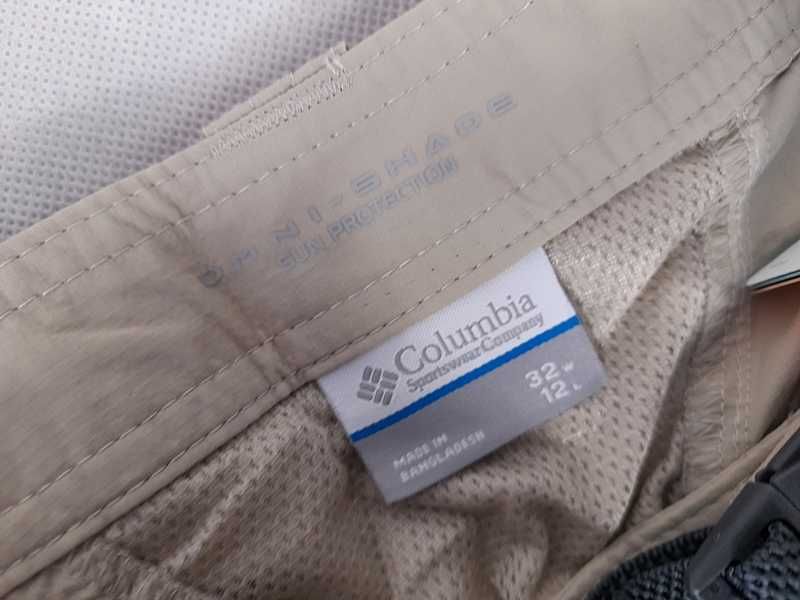 OMNI-SHADE
SUN PROTECTION
Columbia
Sportswear Company
32 W
12 L
MADE IN
BANGLADESH